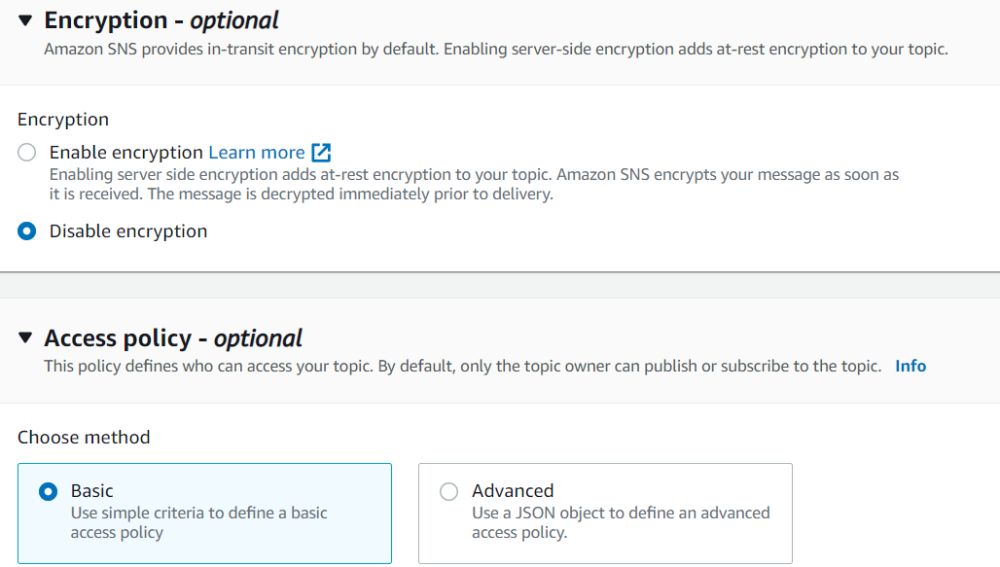 Encryption - optional
Amazon SNS provides in-transit encryption by default. Enabling server-side encryption adds at-rest encryption to your topic.
Encryption
Enable encryption Learn more
Enabling server side encryption adds at-rest encryption to your topic. Amazon SNS encrypts your message as soon as
it is received. The message is decrypted immediately prior to delivery.
Disable encryption
Access policy - optional
This policy defines who can access your topic. By default, only the topic owner can publish or subscribe to the topic. Info
Choose method
Basic
Use simple criteria to define a basic
access policy
Advanced
Use a JSON object to define an advanced
access policy.